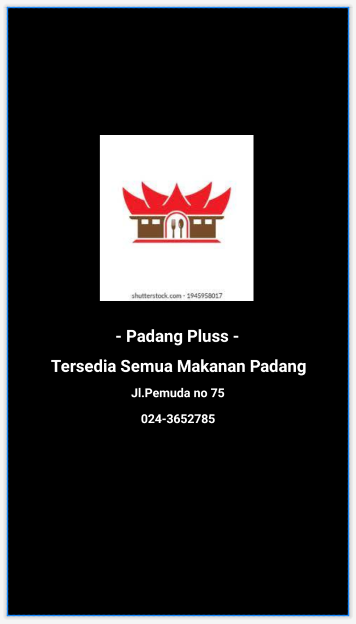 shutterstock.com · 1945958017
- Padang Pluss -
Tersedia Semua Makanan Padang
Jl.Pemuda no 75
024-3652785